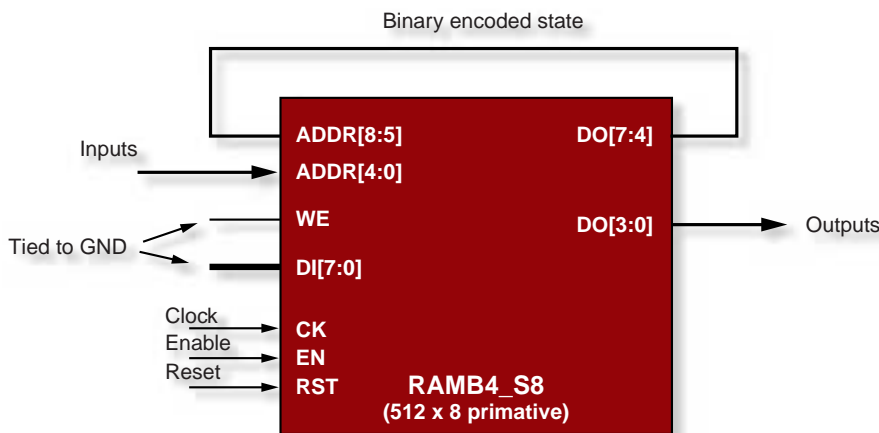 Binary encoded state
ADDR[8:5] DO[7:4]
Inputs
ADDR[4:0]
WE
DO[3:0]
Outputs
Tied to GND
DI[7:0]
Clock
CK
Enable
EN
Reset
RST
RAMB4_S8
(512 x 8 primative)